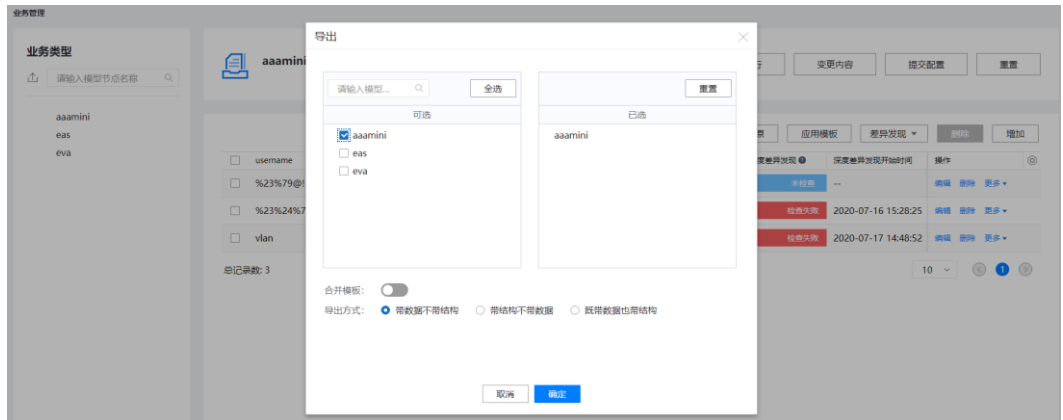 业务管理
业务类型
请输入模型节点名称
aaamini
eas
eva
aaamini
变更内容
提交配置
重置
应用模板
差异发现
删除
增加
username
度差异发现
深度差异发现开始时间
操作
%23%79@!
未检查
--
编辑 删除 更多
%23%24%7
检查失败
2020-07-16 15:28:25
编辑 删除 更多
vlan
检查失败
2020-07-17 14:48:52
编辑 删除 更多
总记录数: 3
10
1
导出
请输入模型...
全选
重置
可选
已选
aaamini
eas
eva
aaamini
合并模板:
导出方式:
带数据不带结构
带结构不带数据
既带数据也带结构
取消
确定